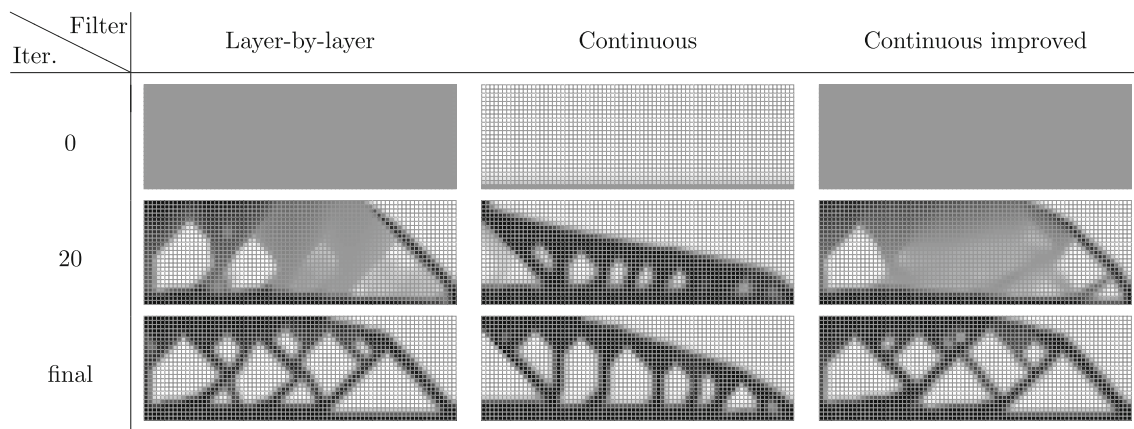 Filter
Iter.
Layer-by-layer
Continuous
Continuous improved
0
20
final